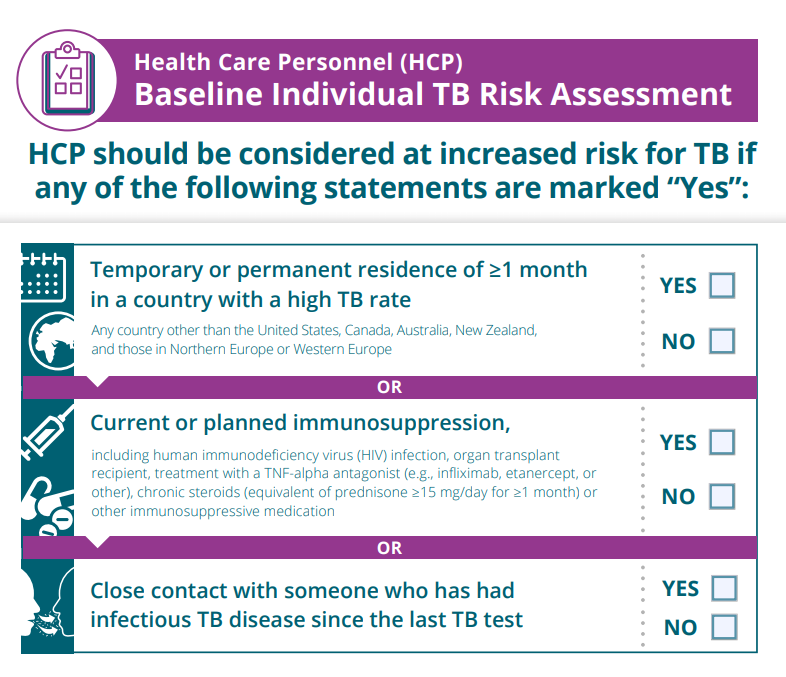 Health Care Personnel (HCP)
Baseline Individual TB Risk Assessment
HCP should be considered at increased risk for TB if
any of the following statements are marked “Yes”:
Temporary or permanent residence of ≥1 month
in a country with a high TB rate
Any country other than the United States, Canada, Australia, New Zealand,
and those in Northern Europe or Western Europe
YES
NO
OR
Current or planned immunosuppression,
including human immunodeficiency virus (HIV) infection, organ transplant
recipient, treatment with a TNF-alpha antagonist (e.g., infliximab, etanercept, or
other), chronic steroids (equivalent of prednisone ≥15 mg/day for ≥1 month) or
other immunosuppressive medication
YES
NO
OR
Close contact with someone who has had
infectious TB disease since the last TB test
YES
NO